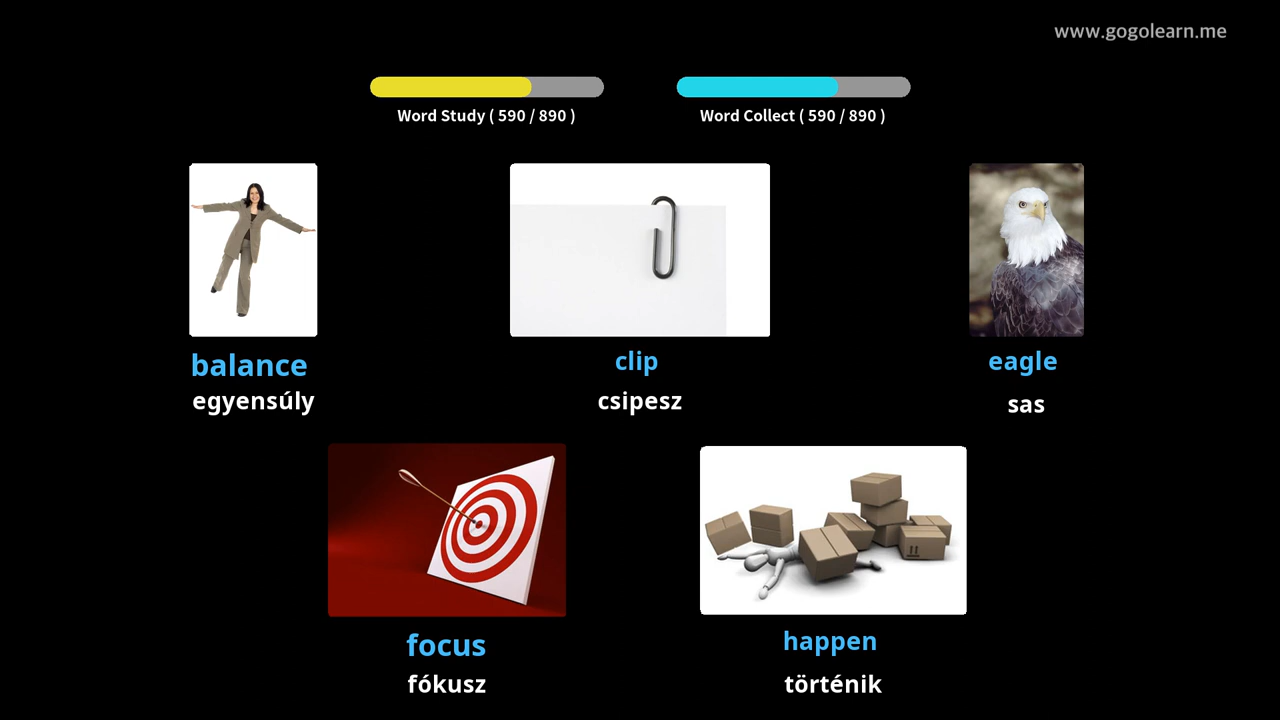 www.gogolearn.me
Word Study ( 590 / 890 )
Word Collect ( 590 / 890 )
balance
egyensúly
clip
csipesz
eagle
sas
focus
fókusz
happen
történik